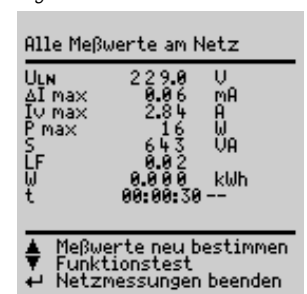 Alle Meßwerte am Netz
ULN 229.0 V
ΔI max 0.06 mA
Iv max 2.84 A
P max 16 W
S 643 VA
LF 0.02
W 0.000 kWh
t 00:00:30 --
▲ Meßwerte neu bestimmen
▼ Funktionstest
↵ Netzmessungen beenden